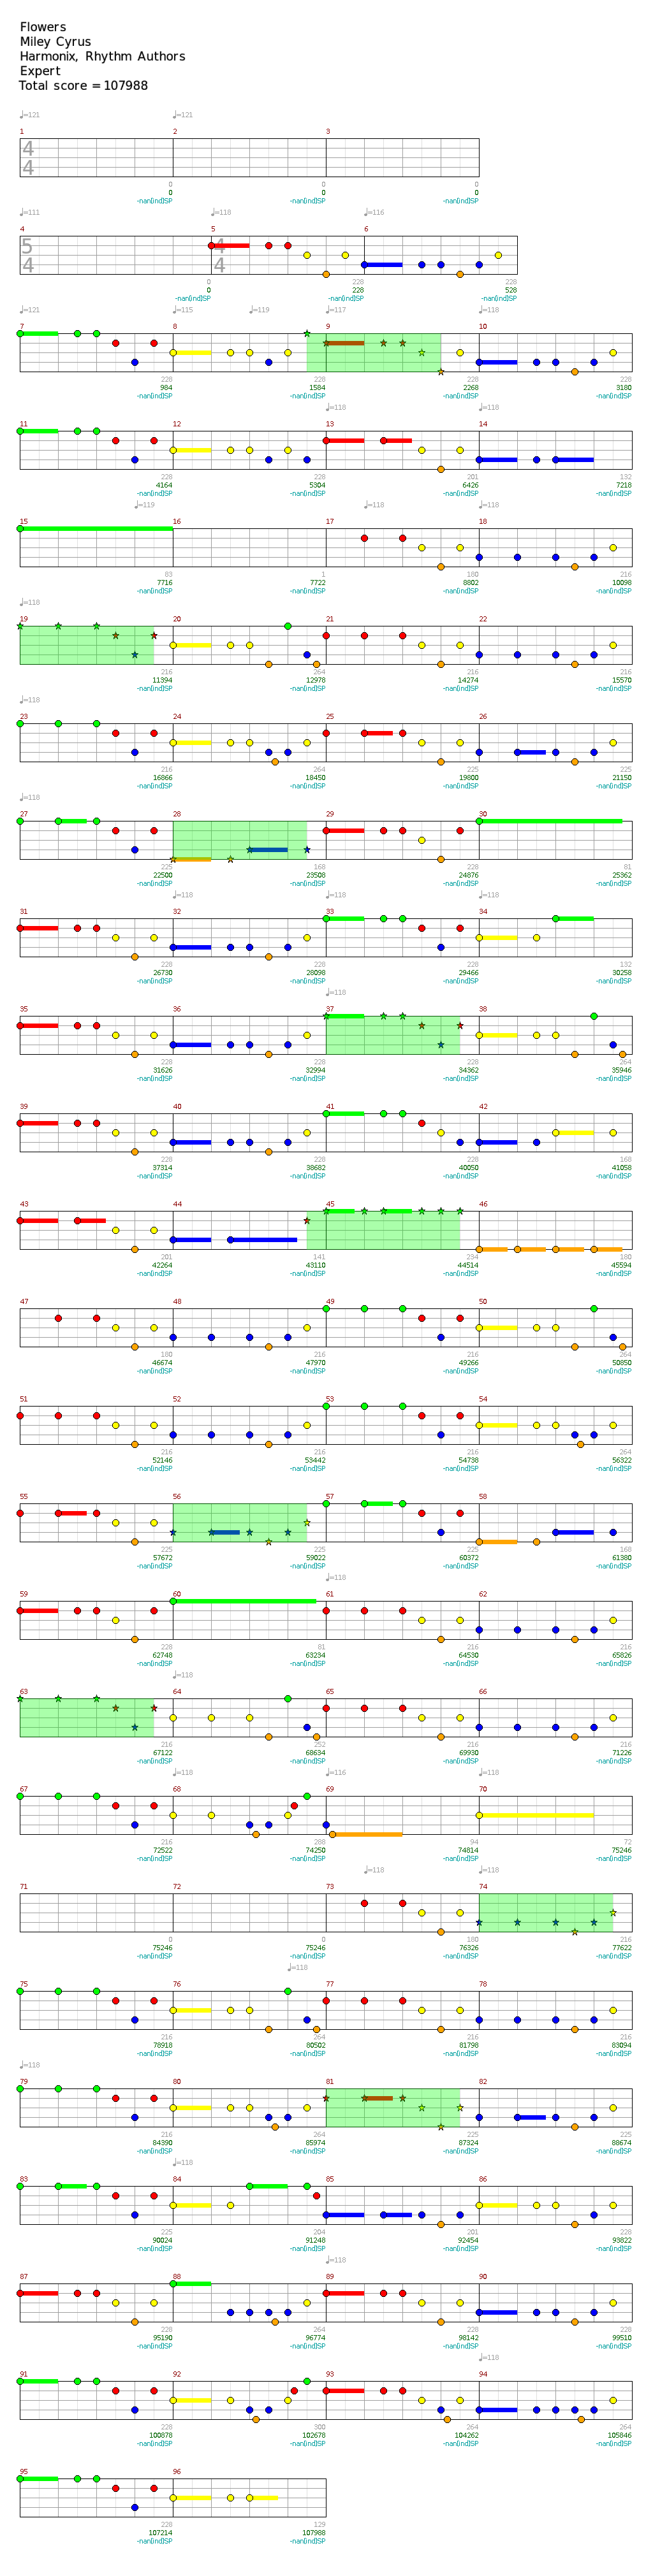 Flowers
Miley Cyrus
Harmonix, Rhythm Authors
Expert
Total score = 107988
♩=121 ♩=121
1 2 3
4
4
0 0 0
0 0 0
-nan(ind)SP -nan(ind)SP -nan(ind)SP
♩=111 ♩=118 ♩=116
4 5 6
5 4
4 4
0 228 228
0 228 528
-nan(ind)SP -nan(ind)SP -nan(ind)SP
♩=121 ♩=115 ♩=119 ♩=117 ♩=118
7 8 9 10
228 228 228 228
984 1584 2268 3180
-nan(ind)SP -nan(ind)SP -nan(ind)SP -nan(ind)SP
♩=118 ♩=118
11 12 13 14
228 228 201 132
4164 5304 6426 7218
-nan(ind)SP -nan(ind)SP -nan(ind)SP -nan(ind)SP
♩=119 ♩=118 ♩=118
15 16 17 18
83 1 180 216
7716 7722 8802 10098
-nan(ind)SP -nan(ind)SP -nan(ind)SP -nan(ind)SP
♩=118
19 20 21 22
216 264 216 216
11394 12978 14274 15570
-nan(ind)SP -nan(ind)SP -nan(ind)SP -nan(ind)SP
♩=118
23 24 25 26
216 264 225 225
16866 18450 19800 21150
-nan(ind)SP -nan(ind)SP -nan(ind)SP -nan(ind)SP
♩=118
27 28 29 30
225 168 228 81
22500 23508 24876 25362
-nan(ind)SP -nan(ind)SP -nan(ind)SP -nan(ind)SP
♩=118 ♩=118
31 32 33 34
228 228 228 132
26730 28098 29466 30258
-nan(ind)SP -nan(ind)SP -nan(ind)SP -nan(ind)SP
♩=118
35 36 37 38
228 228 228 264
31626 32994 34362 35946
-nan(ind)SP -nan(ind)SP -nan(ind)SP -nan(ind)SP
39 40 41 42
228 228 228 168
37314 38682 40050 41058
-nan(ind)SP -nan(ind)SP -nan(ind)SP -nan(ind)SP
43 44 45 46
201 141 234 180
42264 43110 44514 45594
-nan(ind)SP -nan(ind)SP -nan(ind)SP -nan(ind)SP
47 48 49 50
180 216 216 264
46674 47970 49266 50850
-nan(ind)SP -nan(ind)SP -nan(ind)SP -nan(ind)SP
51 52 53 54
216 216 216 264
52146 53442 54738 56322
-nan(ind)SP -nan(ind)SP -nan(ind)SP -nan(ind)SP
55 56 57 58
225 225 225 168
57672 59022 60372 61380
-nan(ind)SP -nan(ind)SP -nan(ind)SP -nan(ind)SP
♩=118
59 60 61 62
228 81 216 216
62748 63234 64530 65826
-nan(ind)SP -nan(ind)SP -nan(ind)SP -nan(ind)SP
♩=118
63 64 65 66
216 252 216 216
67122 68634 69930 71226
-nan(ind)SP -nan(ind)SP -nan(ind)SP -nan(ind)SP
♩=118 ♩=116 ♩=118
67 68 69 70
216 288 94 72
72522 74250 74814 75246
-nan(ind)SP -nan(ind)SP -nan(ind)SP -nan(ind)SP
♩=118 ♩=118
71 72 73 74
0 0 180 216
75246 75246 76326 77622
-nan(ind)SP -nan(ind)SP -nan(ind)SP -nan(ind)SP
♩=118
75 76 77 78
216 264 216 216
78918 80502 81798 83094
-nan(ind)SP -nan(ind)SP -nan(ind)SP -nan(ind)SP
♩=118
79 80 81 82
216 264 225 225
84390 85974 87324 88674
-nan(ind)SP -nan(ind)SP -nan(ind)SP -nan(ind)SP
♩=118
83 84 85 86
225 204 201 228
90024 91248 92454 93822
-nan(ind)SP -nan(ind)SP -nan(ind)SP -nan(ind)SP
♩=118
87 88 89 90
228 264 228 228
95190 96774 98142 99510
-nan(ind)SP -nan(ind)SP -nan(ind)SP -nan(ind)SP
♩=118
91 92 93 94
228 300 264 264
100878 102678 104262 105846
-nan(ind)SP -nan(ind)SP -nan(ind)SP -nan(ind)SP
95 96
228 129
107214 107988
-nan(ind)SP -nan(ind)SP